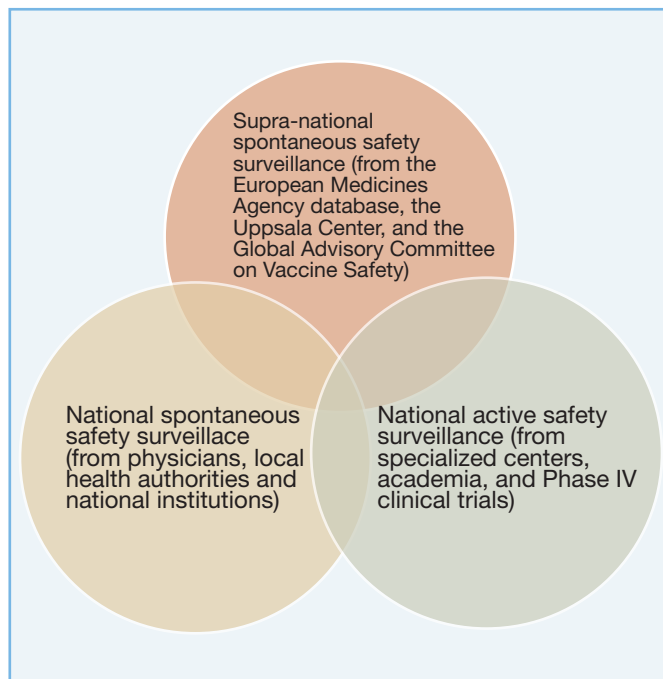 Supra-national
spontaneous safety
surveillance (from the
European Medicines
Agency database, the
Uppsala Center, and the
Global Advisory Committee
on Vaccine Safety)
National spontaneous
safety surveillace
(from physicians, local
health authorities and
national institutions)
National active safety
surveillance (from
specialized centers,
academia, and Phase IV
clinical trials)